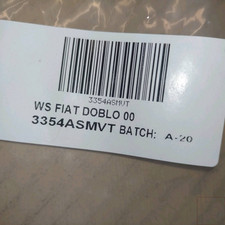 3354ASMVT
WS FIAT DOBLO 00
3354ASMVT BATCH: A-20